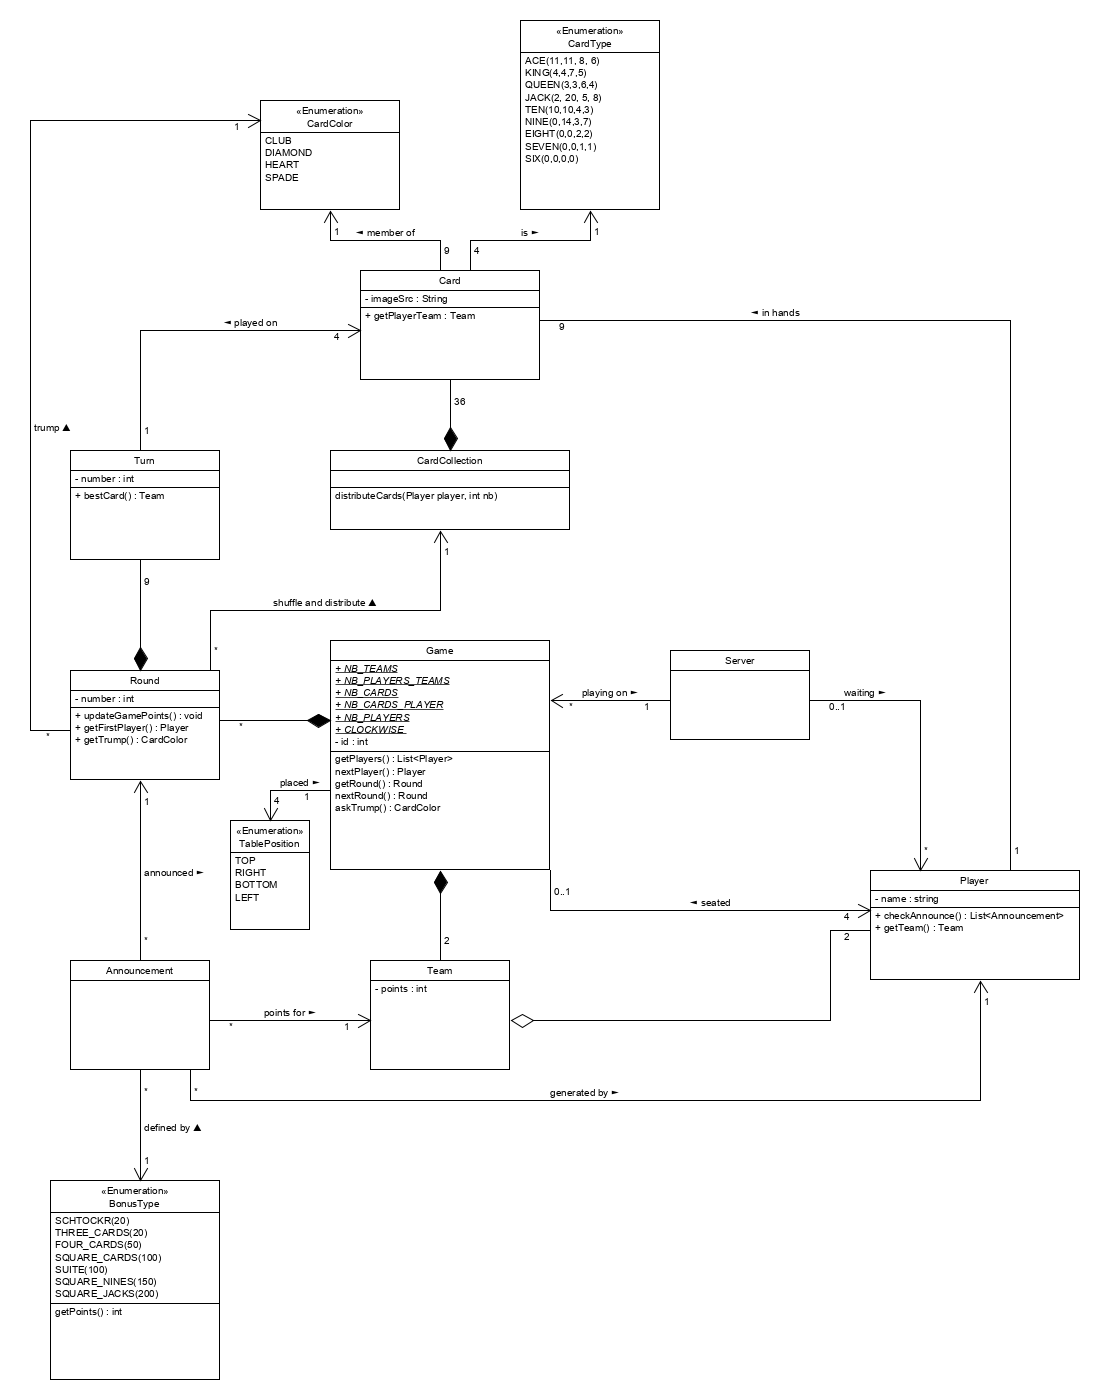 «Enumeration»
CardType
ACE(11,11, 8, 6)
KING(4,4,7,5)
QUEEN(3,3,6,4)
JACK(2, 20, 5, 8)
TEN(10,10,4,3)
NINE(0,14,3,7)
EIGHT(0,0,2,2)
SEVEN(0,0,1,1)
SIX(0,0,0,0)
«Enumeration»
CardColor
CLUB
DIAMOND
HEART
SPADE
1
1
◄ member of
9
is ►
4
1
Card
- imageSrc : String
+ getPlayerTeam : Team
◄ played on
4
1
◄ in hands
9
1
trump ▲
36
Turn
- number : int
+ bestCard() : Team
CardCollection
distributeCards(Player player, int nb)
1
9
shuffle and distribute ▲
*
Round
- number : int
+ updateGamePoints() : void
+ getFirstPlayer() : Player
+ getTrump() : CardColor
*
*
Game
+ NB_TEAMS
+ NB_PLAYERS_TEAMS
+ NB_CARDS
+ NB_CARDS_PLAYER
+ NB_PLAYERS
+ CLOCKWISE
- id : int
getPlayers() : List<Player>
nextPlayer() : Player
getRound() : Round
nextRound() : Round
askTrump() : CardColor
Server
playing on ►
*
1
waiting ►
0..1
*
placed ►
1
4
«Enumeration»
TablePosition
TOP
RIGHT
BOTTOM
LEFT
1
announced ►
*
0..1
◄ seated
4
Player
- name : string
+ checkAnnounce() : List<Announcement>
+ getTeam() : Team
2
2
Announcement
Team
- points : int
points for ►
*
1
1
*
*
generated by ►
defined by ▲
1
«Enumeration»
BonusType
SCHTOCKR(20)
THREE_CARDS(20)
FOUR_CARDS(50)
SQUARE_CARDS(100)
SUITE(100)
SQUARE_NINES(150)
SQUARE_JACKS(200)
getPoints() : int